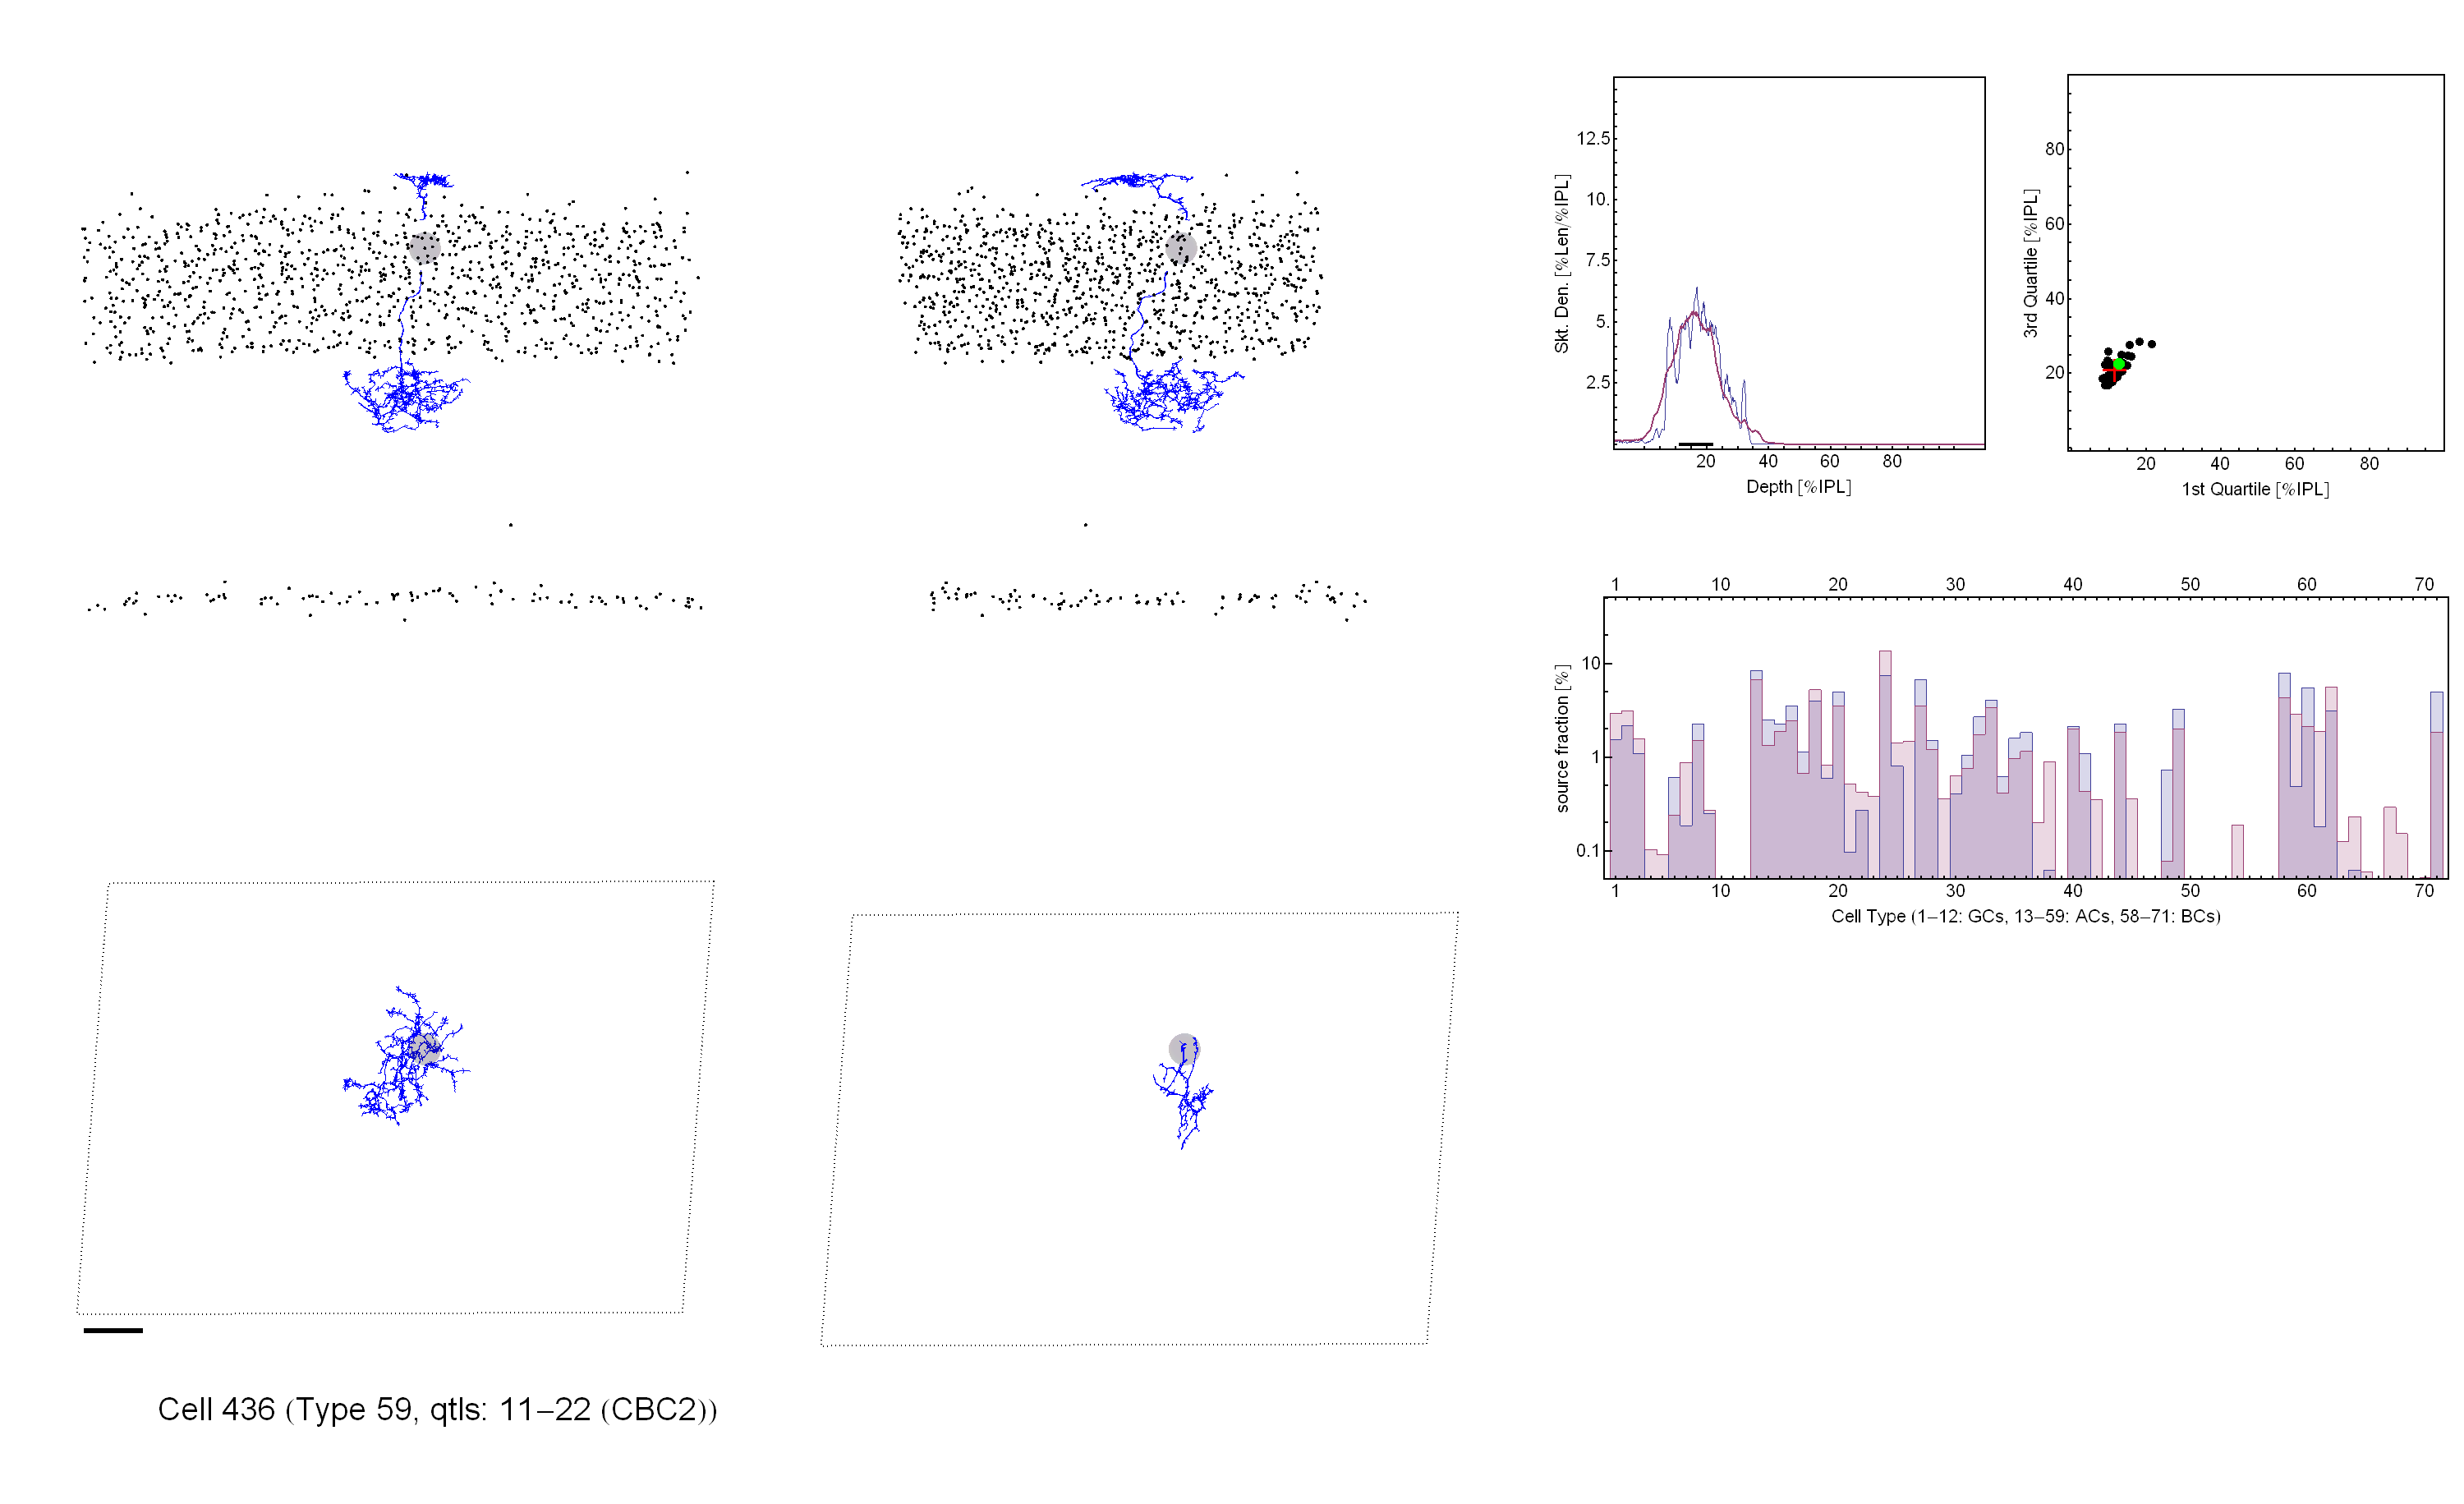 12.5
10.
7.5
5.
2.5
Skt. Den. [%Len/%IPL]
20 40 60 80
Depth [%IPL]
80
60
40
20
3rd Quartile [%IPL]
20 40 60 80
1st Quartile [%IPL]
1 10 20 30 40 50 60 70
10
1
0.1
source fraction [%]
1 10 20 30 40 50 60 70
Cell Type (1–12: GCs, 13–59: ACs, 58–71: BCs)
Cell 436 (Type 59, qtls: 11–22 (CBC2))